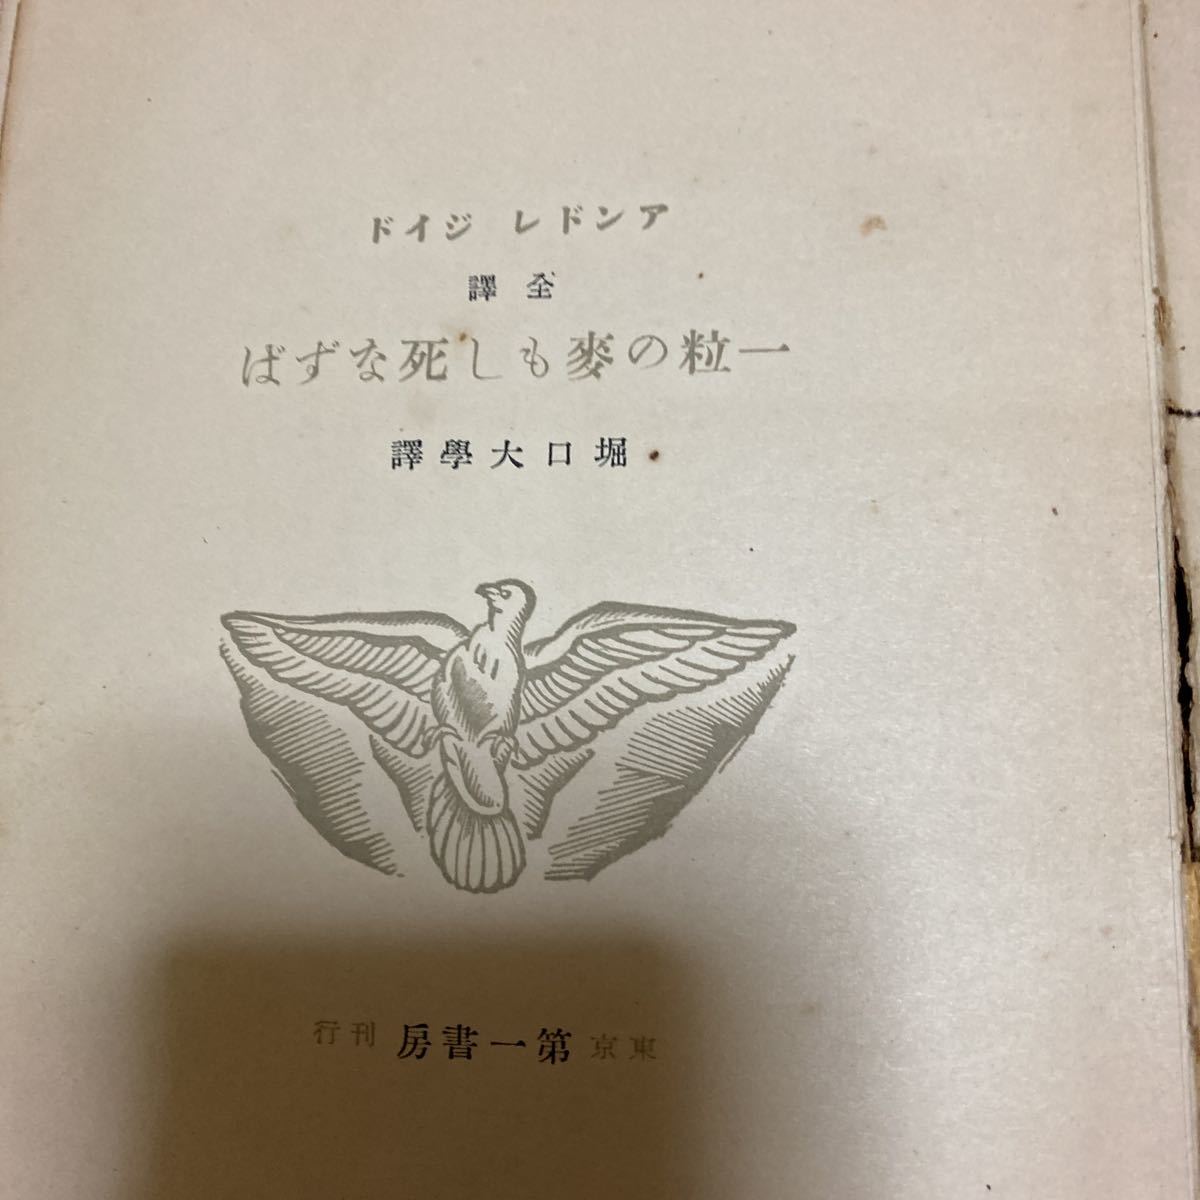 アンドレ ジイド
全譯
一粒の麥もし死なずば
堀口大學譯
東京 第一書房 刊行